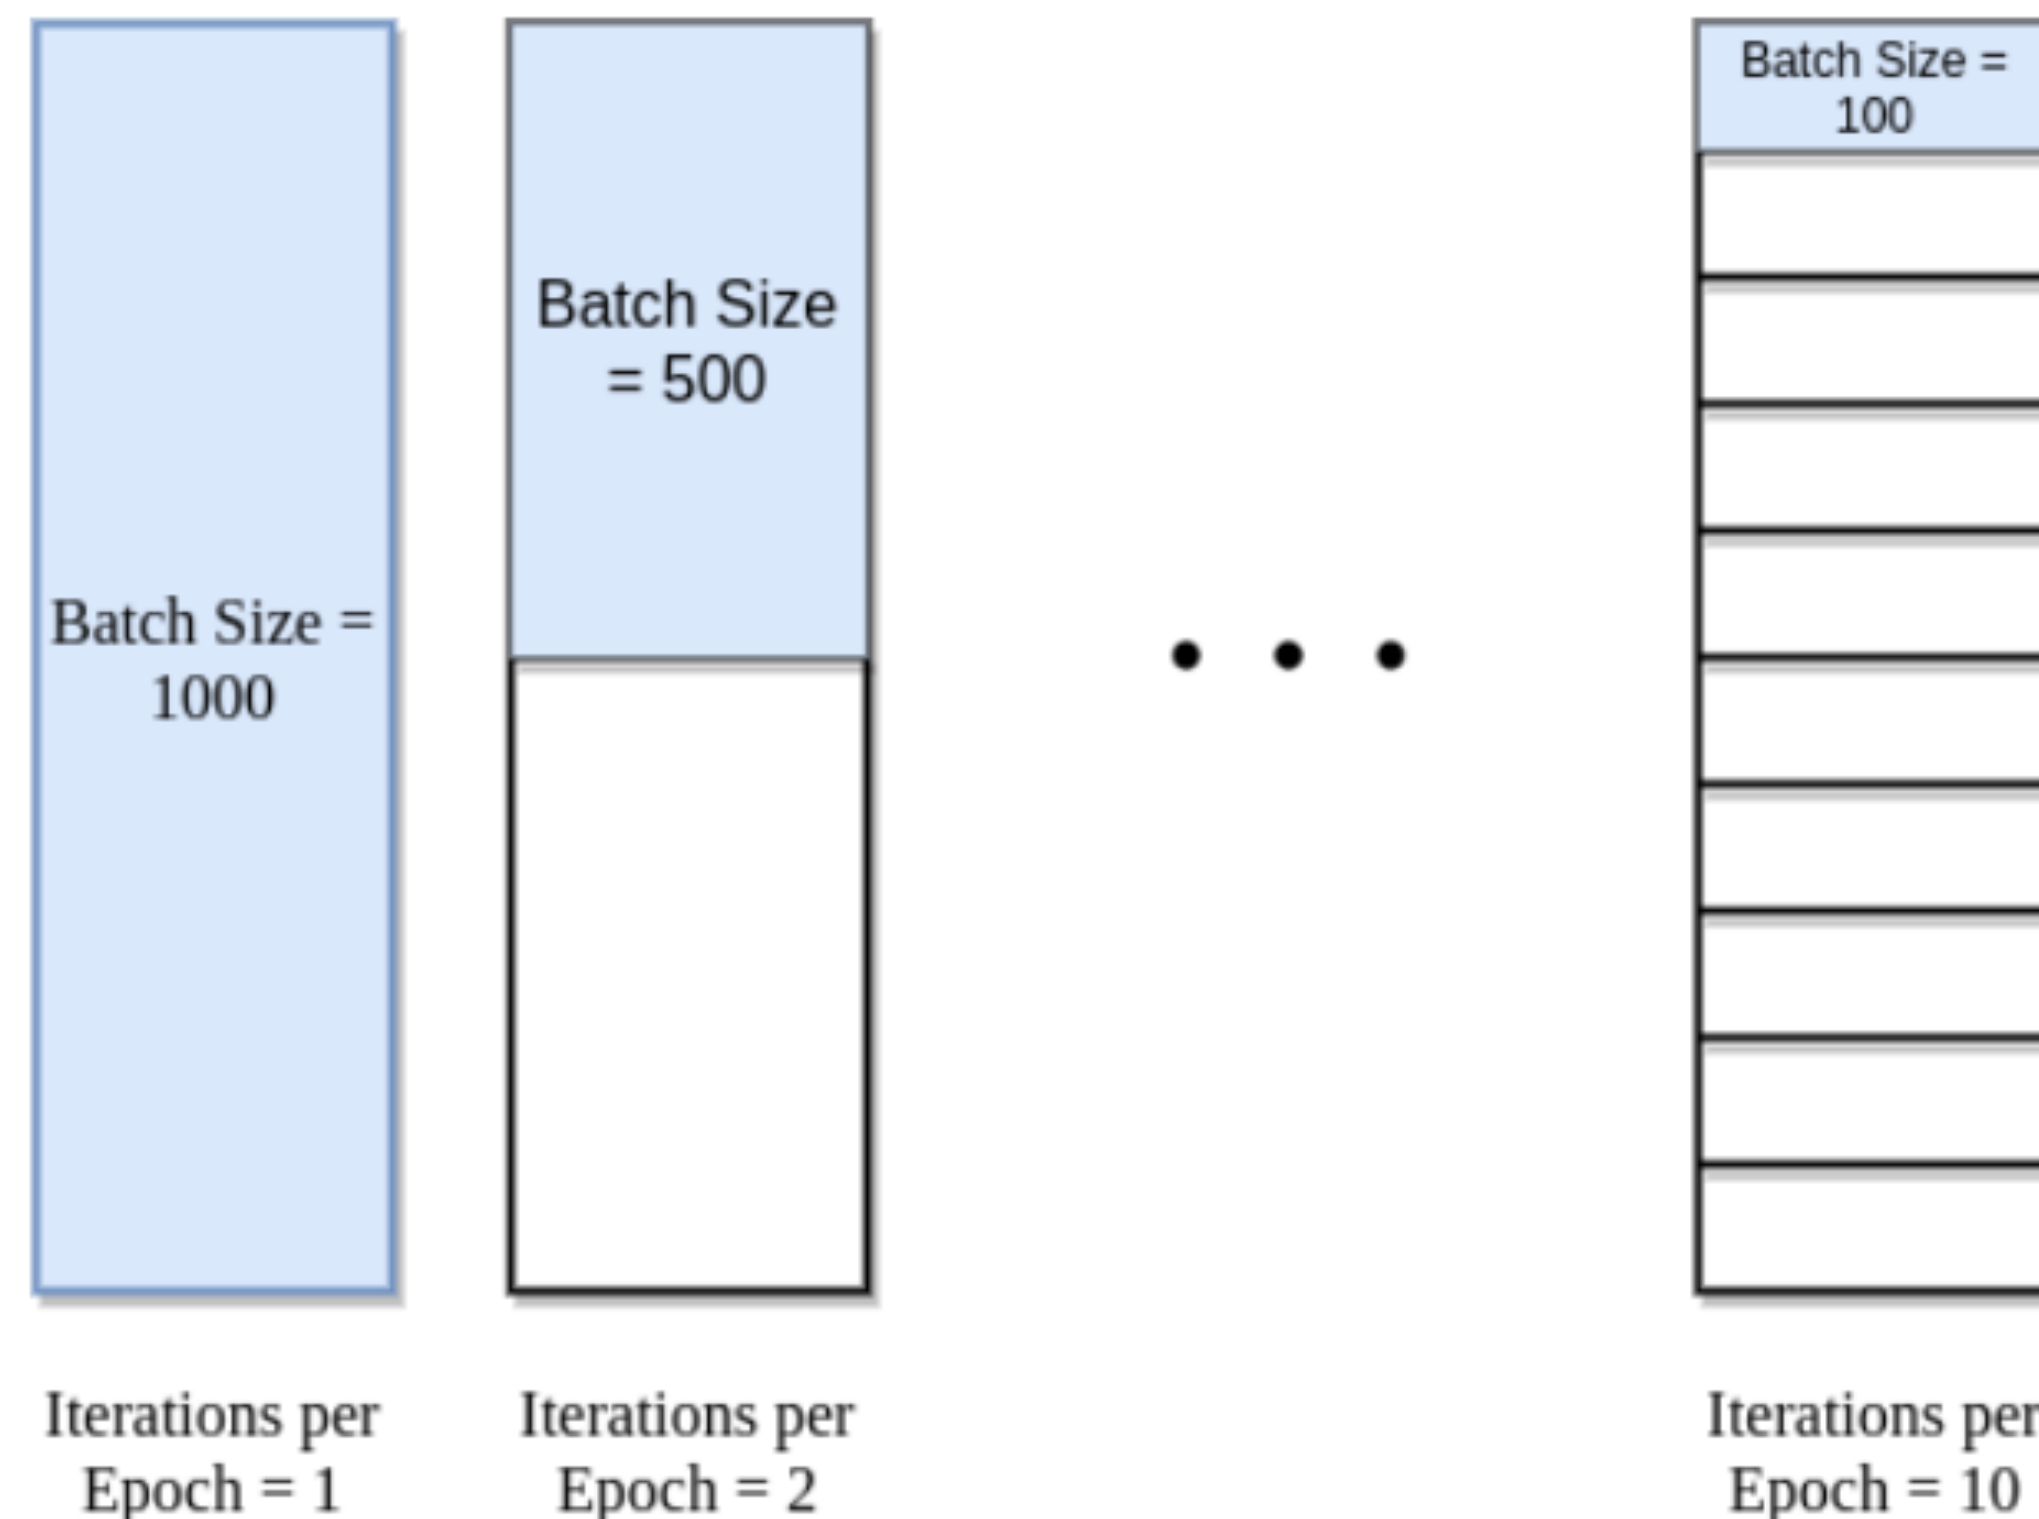 Batch Size =
1000
Iterations per
Epoch = 1
Batch Size
= 500
Iterations per
Epoch = 2
Batch Size =
100
Iterations per
Epoch = 10